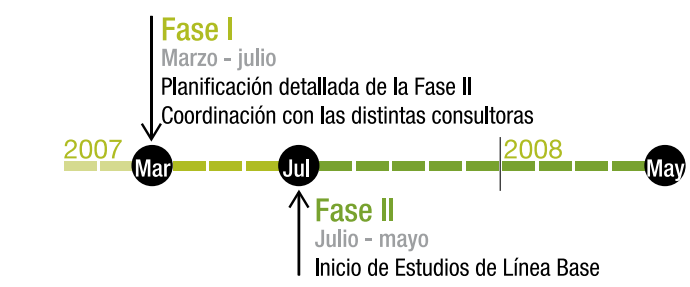 Fase I
Marzo - julio
Planificación detallada de la Fase II
Coordinación con las distintas consultoras
2007
2008
Mar
Jul
May
Fase II
Julio - mayo
Inicio de Estudios de Línea Base